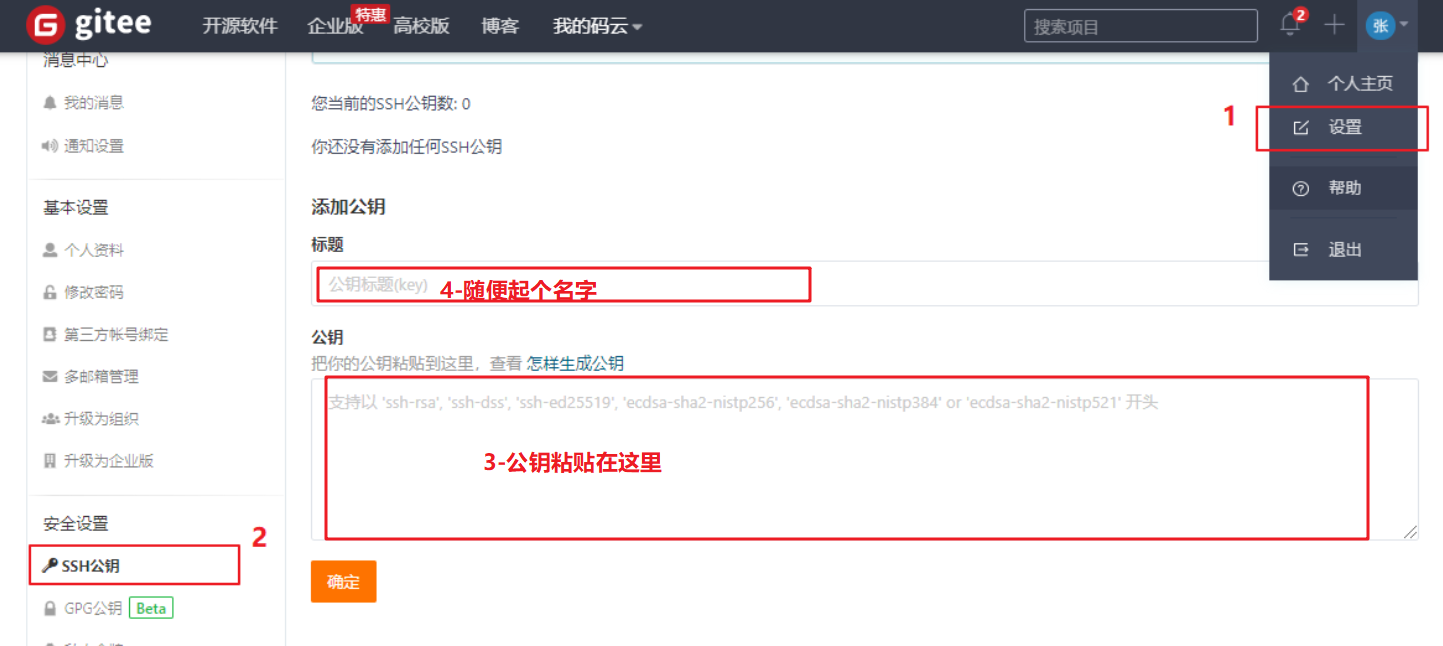 gitee 开源软件 企业版 特惠 高校版 博客 我的码云 搜索项目 2 张
消息中心
我的消息
通知设置
基本设置
个人资料
修改密码
第三方帐号绑定
多邮箱管理
升级为组织
升级为企业版
安全设置
SSH公钥
2
GPG公钥 Beta
您当前的SSH公钥数: 0
你还没有添加任何SSH公钥
添加公钥
标题
公钥标题(key) 4-随便起个名字
公钥
把你的公钥粘贴到这里，查看 怎样生成公钥
支持以 'ssh-rsa', 'ssh-dss', 'ssh-ed25519', 'ecdsa-sha2-nistp256', 'ecdsa-sha2-nistp384' or 'ecdsa-sha2-nistp521' 开头
3-公钥粘贴在这里
确定
个人主页
1
设置
帮助
退出